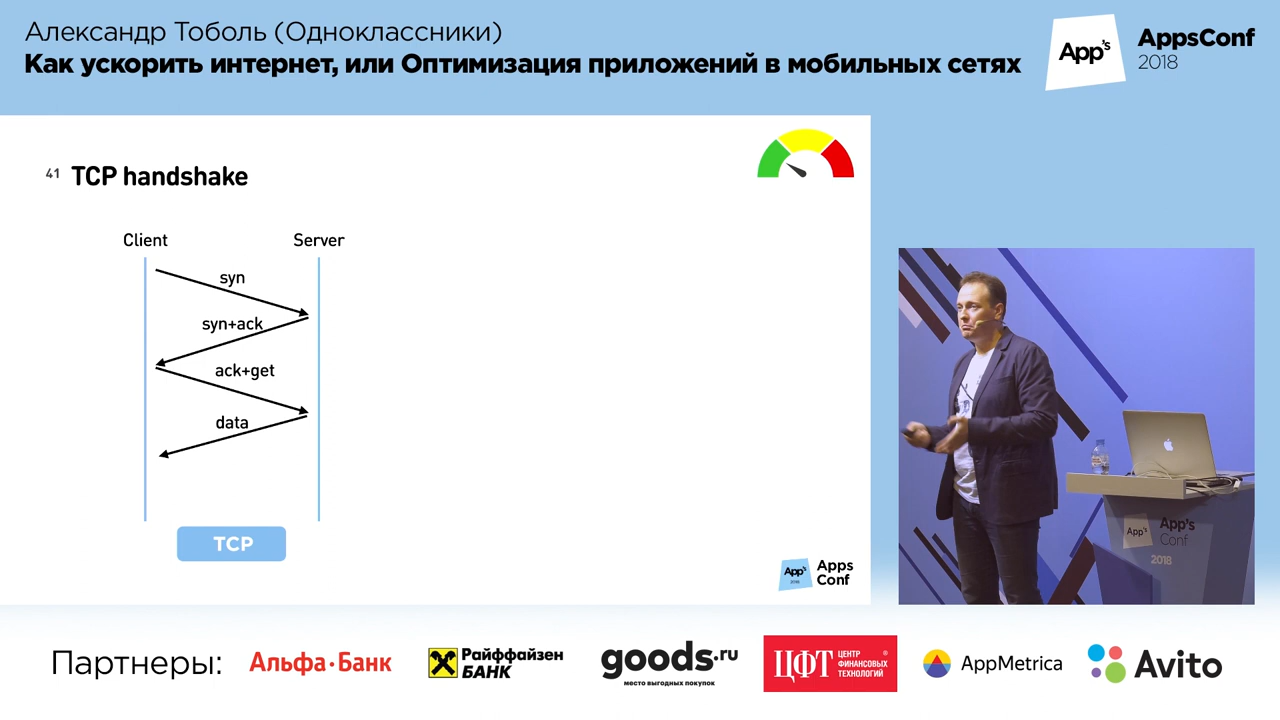 Александр Тоболь (Одноклассники)
Как ускорить интернет, или Оптимизация приложений в мобильных сетях
App's
AppsConf
2018
41 TCP handshake
Client
Server
syn
syn+ack
ack+get
data
TCP
App's
2018
Apps
Conf
App's
App's
Conf
2018
Партнеры:
Альфа·Банк
Райффайзен
БАНК
goods.ru
место выгодных покупок
ЦФТ
ЦЕНТР
ФИНАНСОВЫХ
ТЕХНОЛОГИЙ
®
AppMetrica
Avito